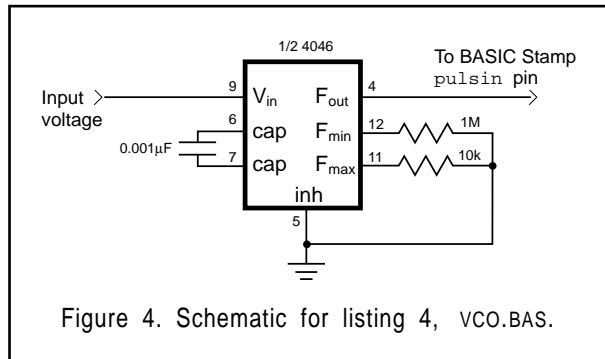 1/2 4046
To BASIC Stamp
pulsin pin
Input
voltage
9
Vin
Fout
4
6
cap
Fmin
12
1M
0.001µF
7
cap
Fmax
11
10k
inh
5
Figure 4. Schematic for listing 4, VCO.BAS.